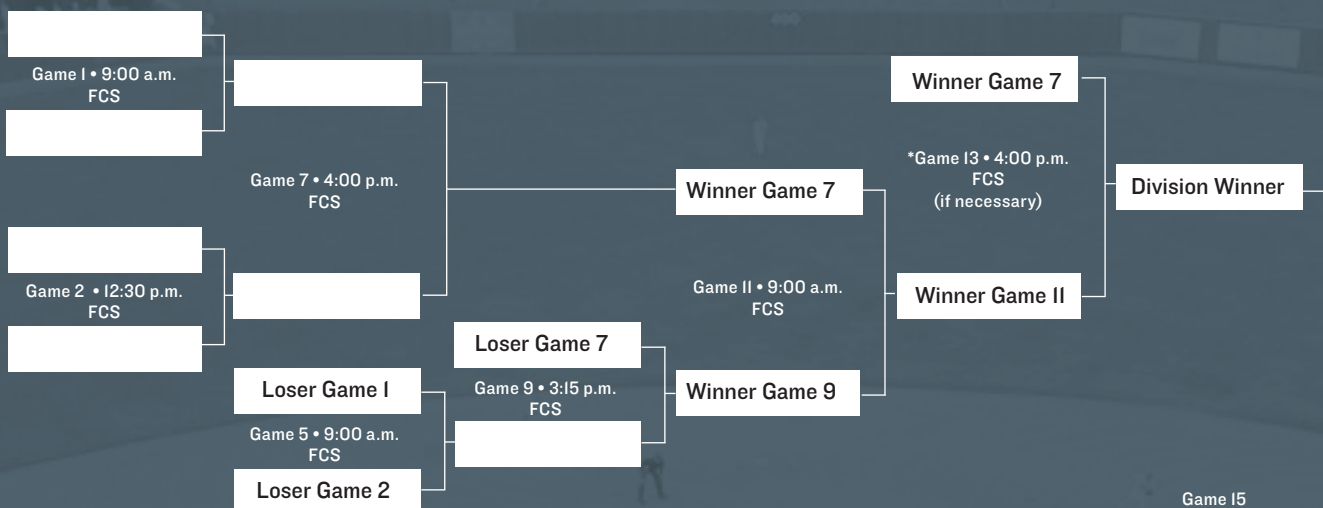 400
Game 1 • 9:00 a.m.
FCS
Game 7 • 4:00 p.m.
FCS
Game 2 • 12:30 p.m.
FCS
Loser Game 1
Game 5 • 9:00 a.m.
FCS
Loser Game 2
Loser Game 7
Game 9 • 3:15 p.m.
FCS
Winner Game 7
Game 11 • 9:00 a.m.
FCS
Winner Game 9
Winner Game 7
*Game 13 • 4:00 p.m.
FCS
(if necessary)
Winner Game 11
Division Winner
Game 15